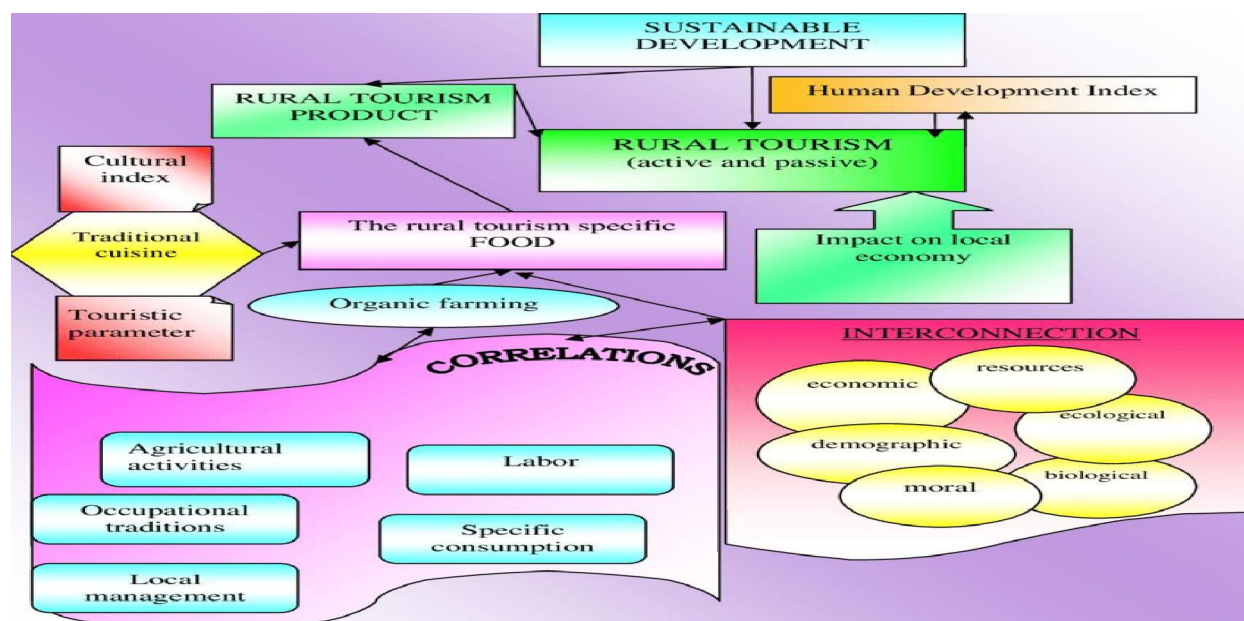 SUSTAINABLE
DEVELOPMENT
RURAL TOURISM
PRODUCT
Human Development Index
RURAL TOURISM
(active and passive)
Cultural
index
Traditional
cuisine
Touristic
parameter
The rural tourism specific
FOOD
Impact on local
economy
Organic farming
CORRELATIONS
Agricultural
activities
Labor
Occupational
traditions
Specific
consumption
Local
management
INTERCONNECTION
economic
resources
ecological
demographic
biological
moral